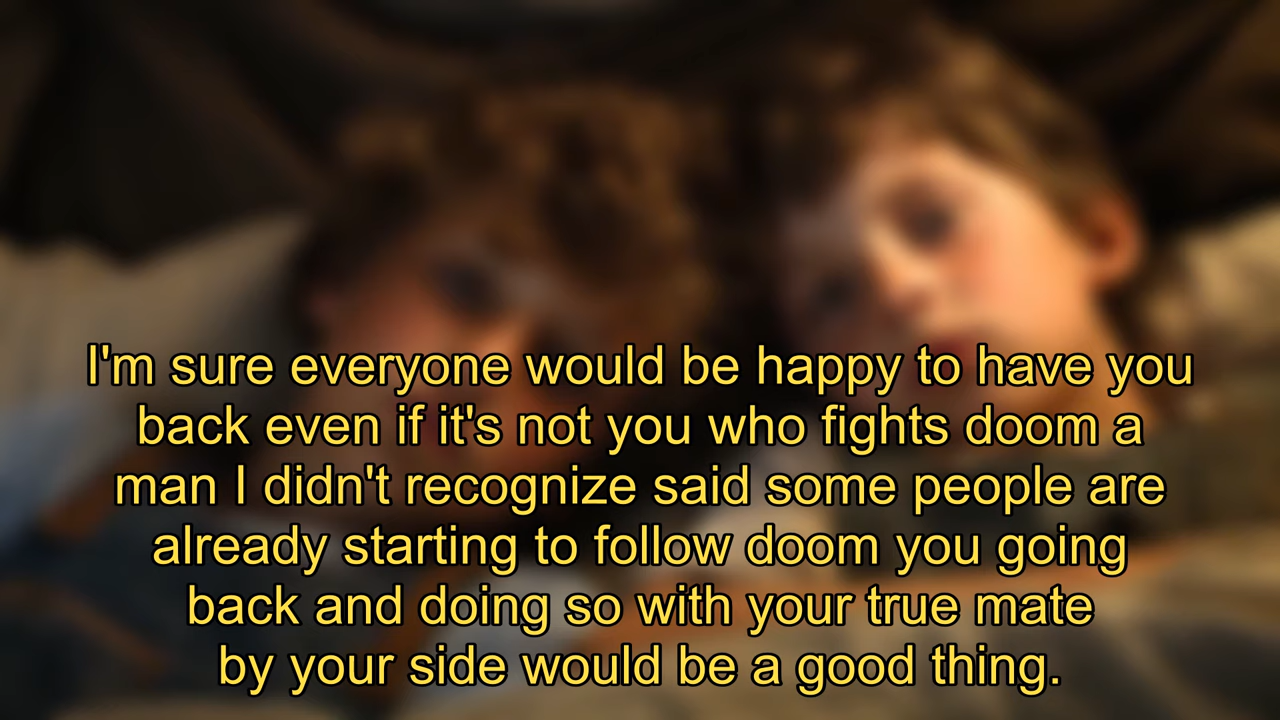 I'm sure everyone would be happy to have you
back even if it's not you who fights doom a
man I didn't recognize said some people are
already starting to follow doom you going
back and doing so with your true mate
by your side would be a good thing.